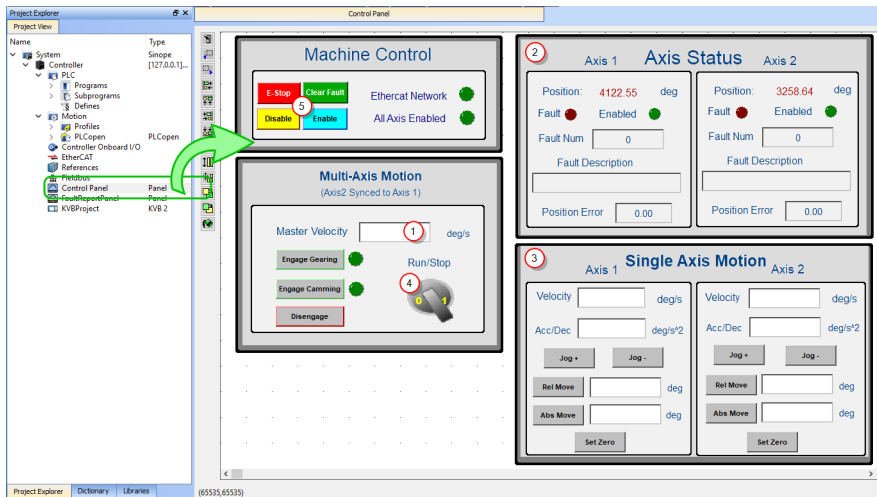 Project Explorer
Control Panel
Project View
Name Type
System Sinope
Controller [127.0.0.1]...
PLC
Programs
Subprograms
Defines
Motion
Profiles
PLCopen PLCopen
Controller Onboard I/O
EtherCAT
References
Fieldbus
Control Panel Panel
FaultReportPanel Panel
KVBProject KVB 2
Machine Control
E-Stop Clear Fault Ethercat Network
5
Disable Enable All Axis Enabled
Multi-Axis Motion
(Axis2 Synced to Axis 1)
Master Velocity 1 deg/s
Engage Gearing Run/Stop
4
Engage Camming 0 1
Disengage
2 Axis 1 Axis Status Axis 2
Position: 4122.55 deg
Fault Enabled
Fault Num 0
Fault Description
Position Error 0.00
Position: 3258.64 deg
Fault Enabled
Fault Num 0
Fault Description
Position Error 0.00
3 Axis 1 Single Axis Motion Axis 2
Velocity deg/s
Acc/Dec deg/s^2
Jog + Jog -
Rel Move deg
Abs Move deg
Set Zero
Velocity deg/s
Acc/Dec deg/s^2
Jog + Jog -
Rel Move deg
Abs Move deg
Set Zero
Project Explorer Dictionary Libraries (65535,65535)